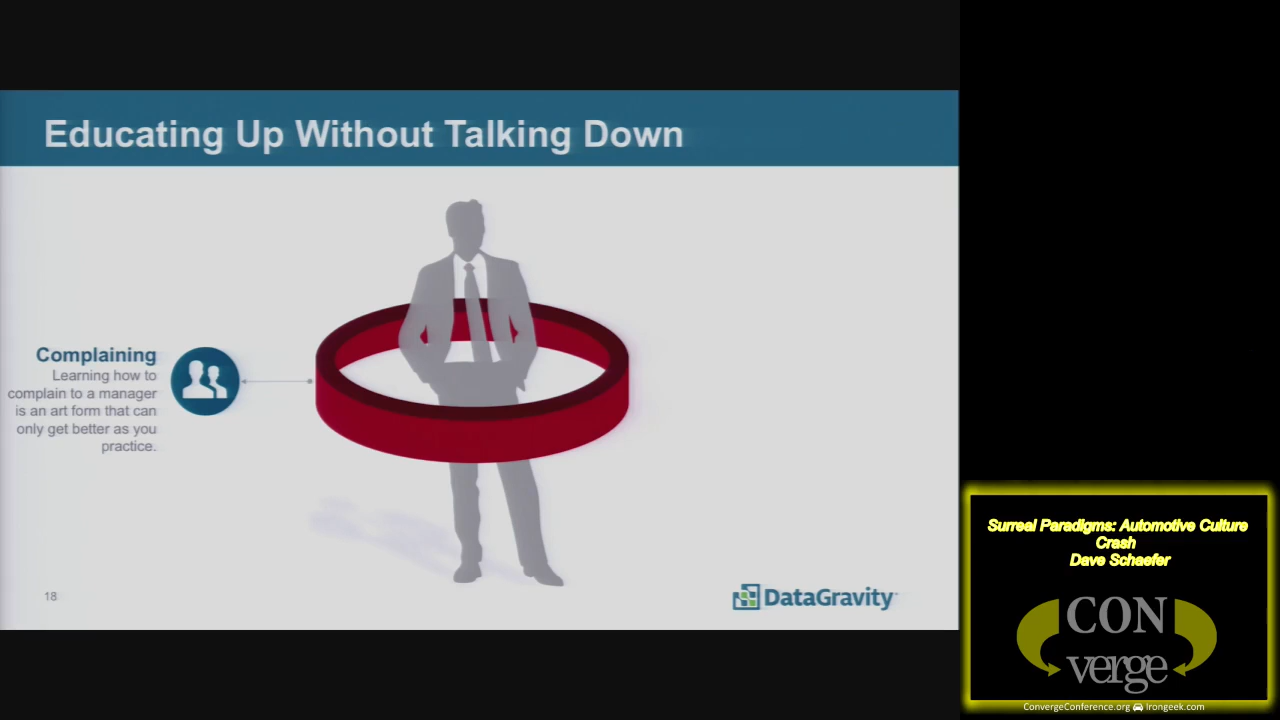 Educating Up Without Talking Down
Complaining
Learning how to
complain to a manager
is an art form that can
only get better as you
practice.
18
DataGravity
Surreal Paradigms: Automotive Culture
Crash
Dave Schaefer
CON
verge
ConvergeConference.org Irongeek.com